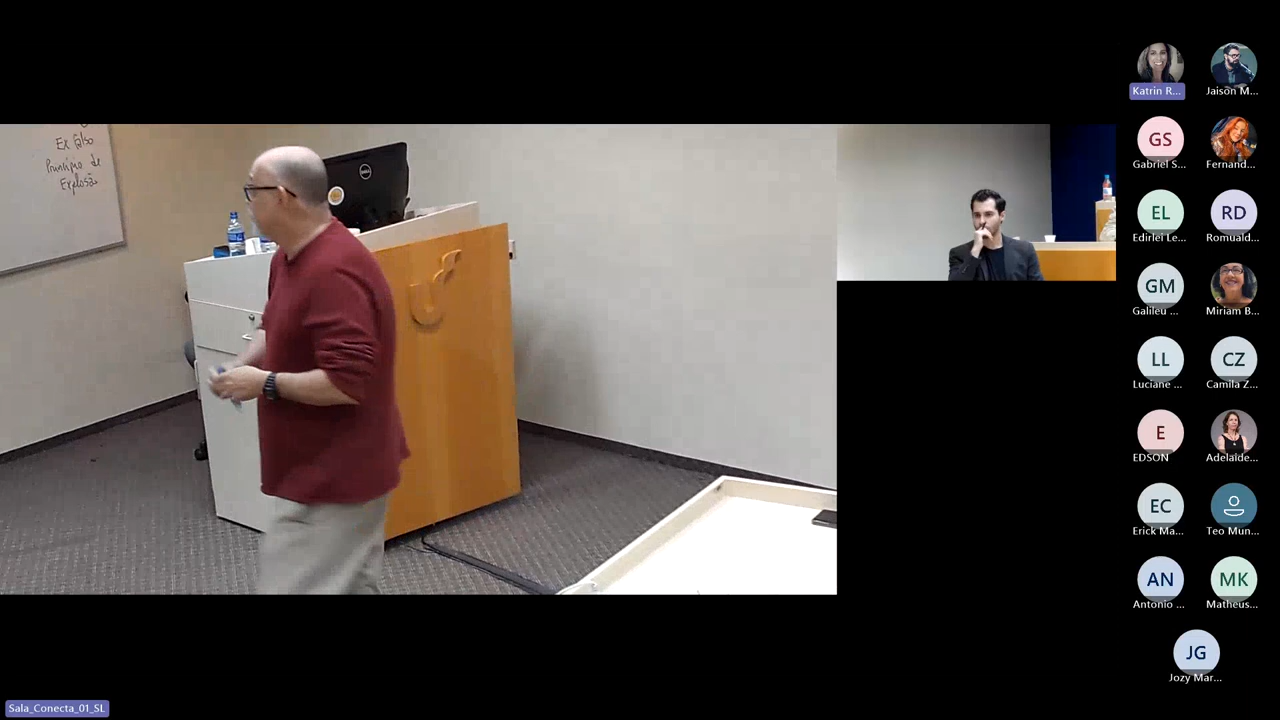 Ex falso
Princípio de
Explosão
DELL
Katrin R...
Jaison M...
GS
Gabriel S...
Fernand...
EL
Edirlei Le...
RD
Romuald...
GM
Galileu ...
Miriam B...
LL
Luciane ...
CZ
Camila Z...
E
EDSON
Adelaide...
EC
Erick Ma...
Teo Mun...
AN
Antonio ...
MK
Matheus...
JG
Jozy Mar...
Sala_Conecta_01_SL